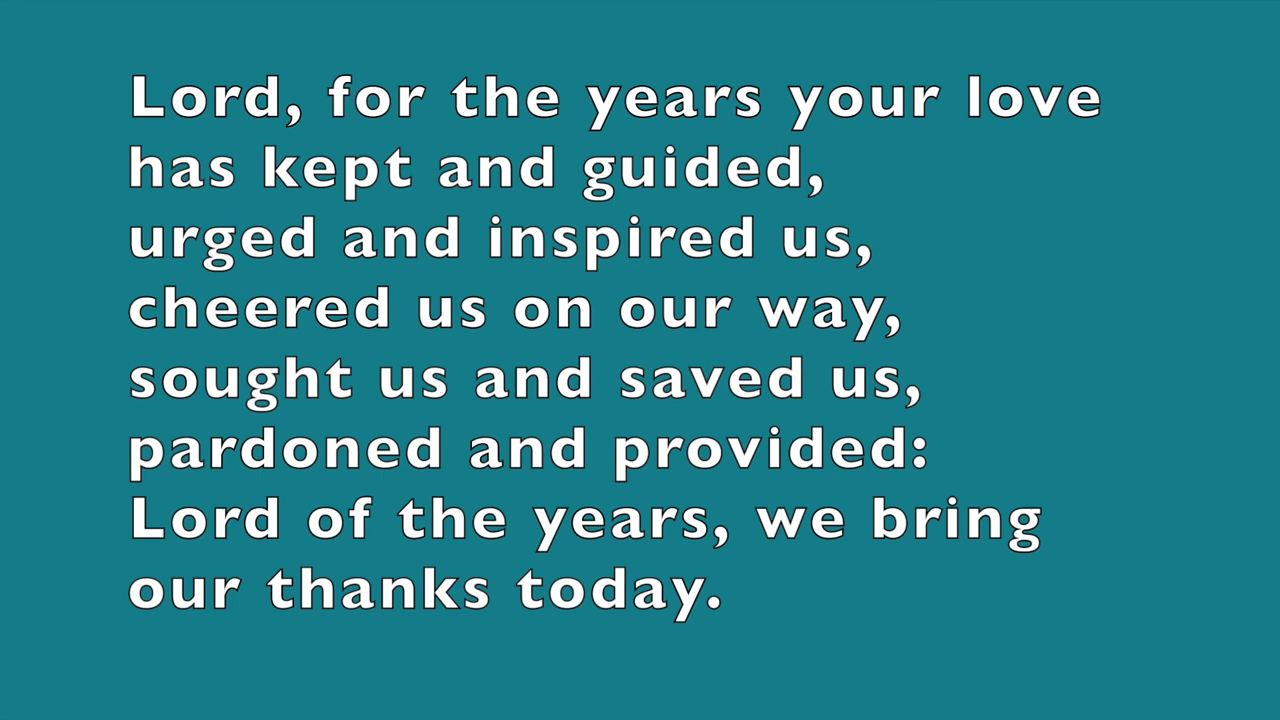 Lord, for the years your love
has kept and guided,
urged and inspired us,
cheered us on our way,
sought us and saved us,
pardoned and provided:
Lord of the years, we bring
our thanks today.